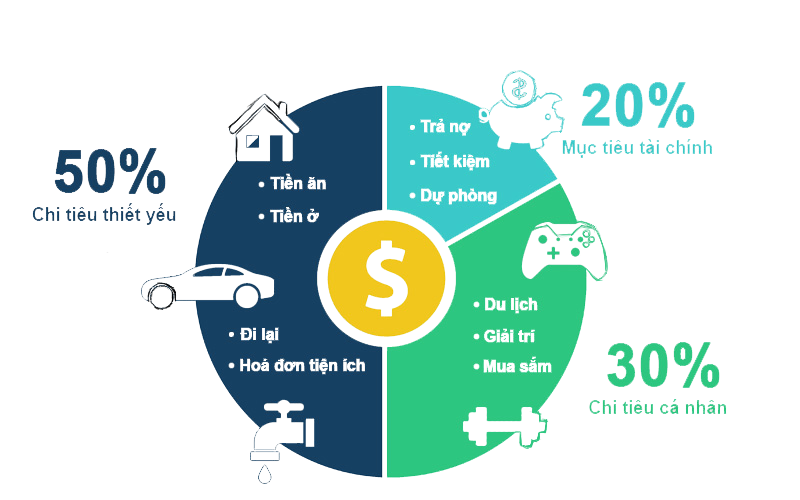 50%
Chi tiêu thiết yếu
• Tiền ăn
• Tiền ở
• Đi lại
• Hoá đơn tiện ích
20%
Mục tiêu tài chính
• Trả nợ
• Tiết kiệm
• Dự phòng
$
30%
Chi tiêu cá nhân
• Du lịch
• Giải trí
• Mua sắm